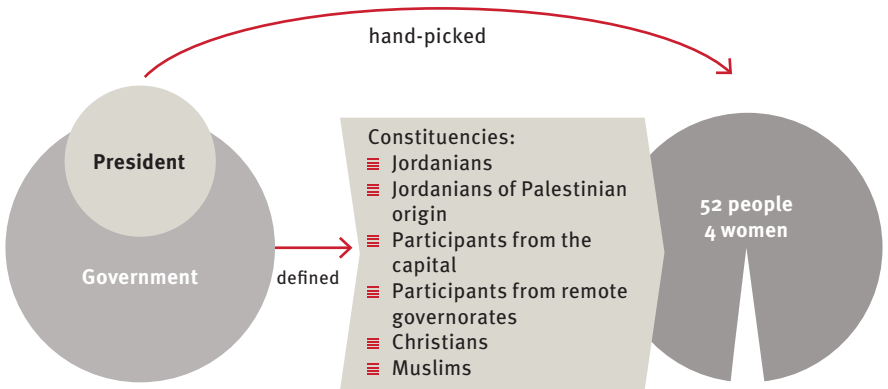 hand-picked
President
Government
defined
Constituencies:
Jordanians
Jordanians of Palestinian
origin
Participants from the
capital
Participants from remote
governorates
Christians
Muslims
52 people
4 women